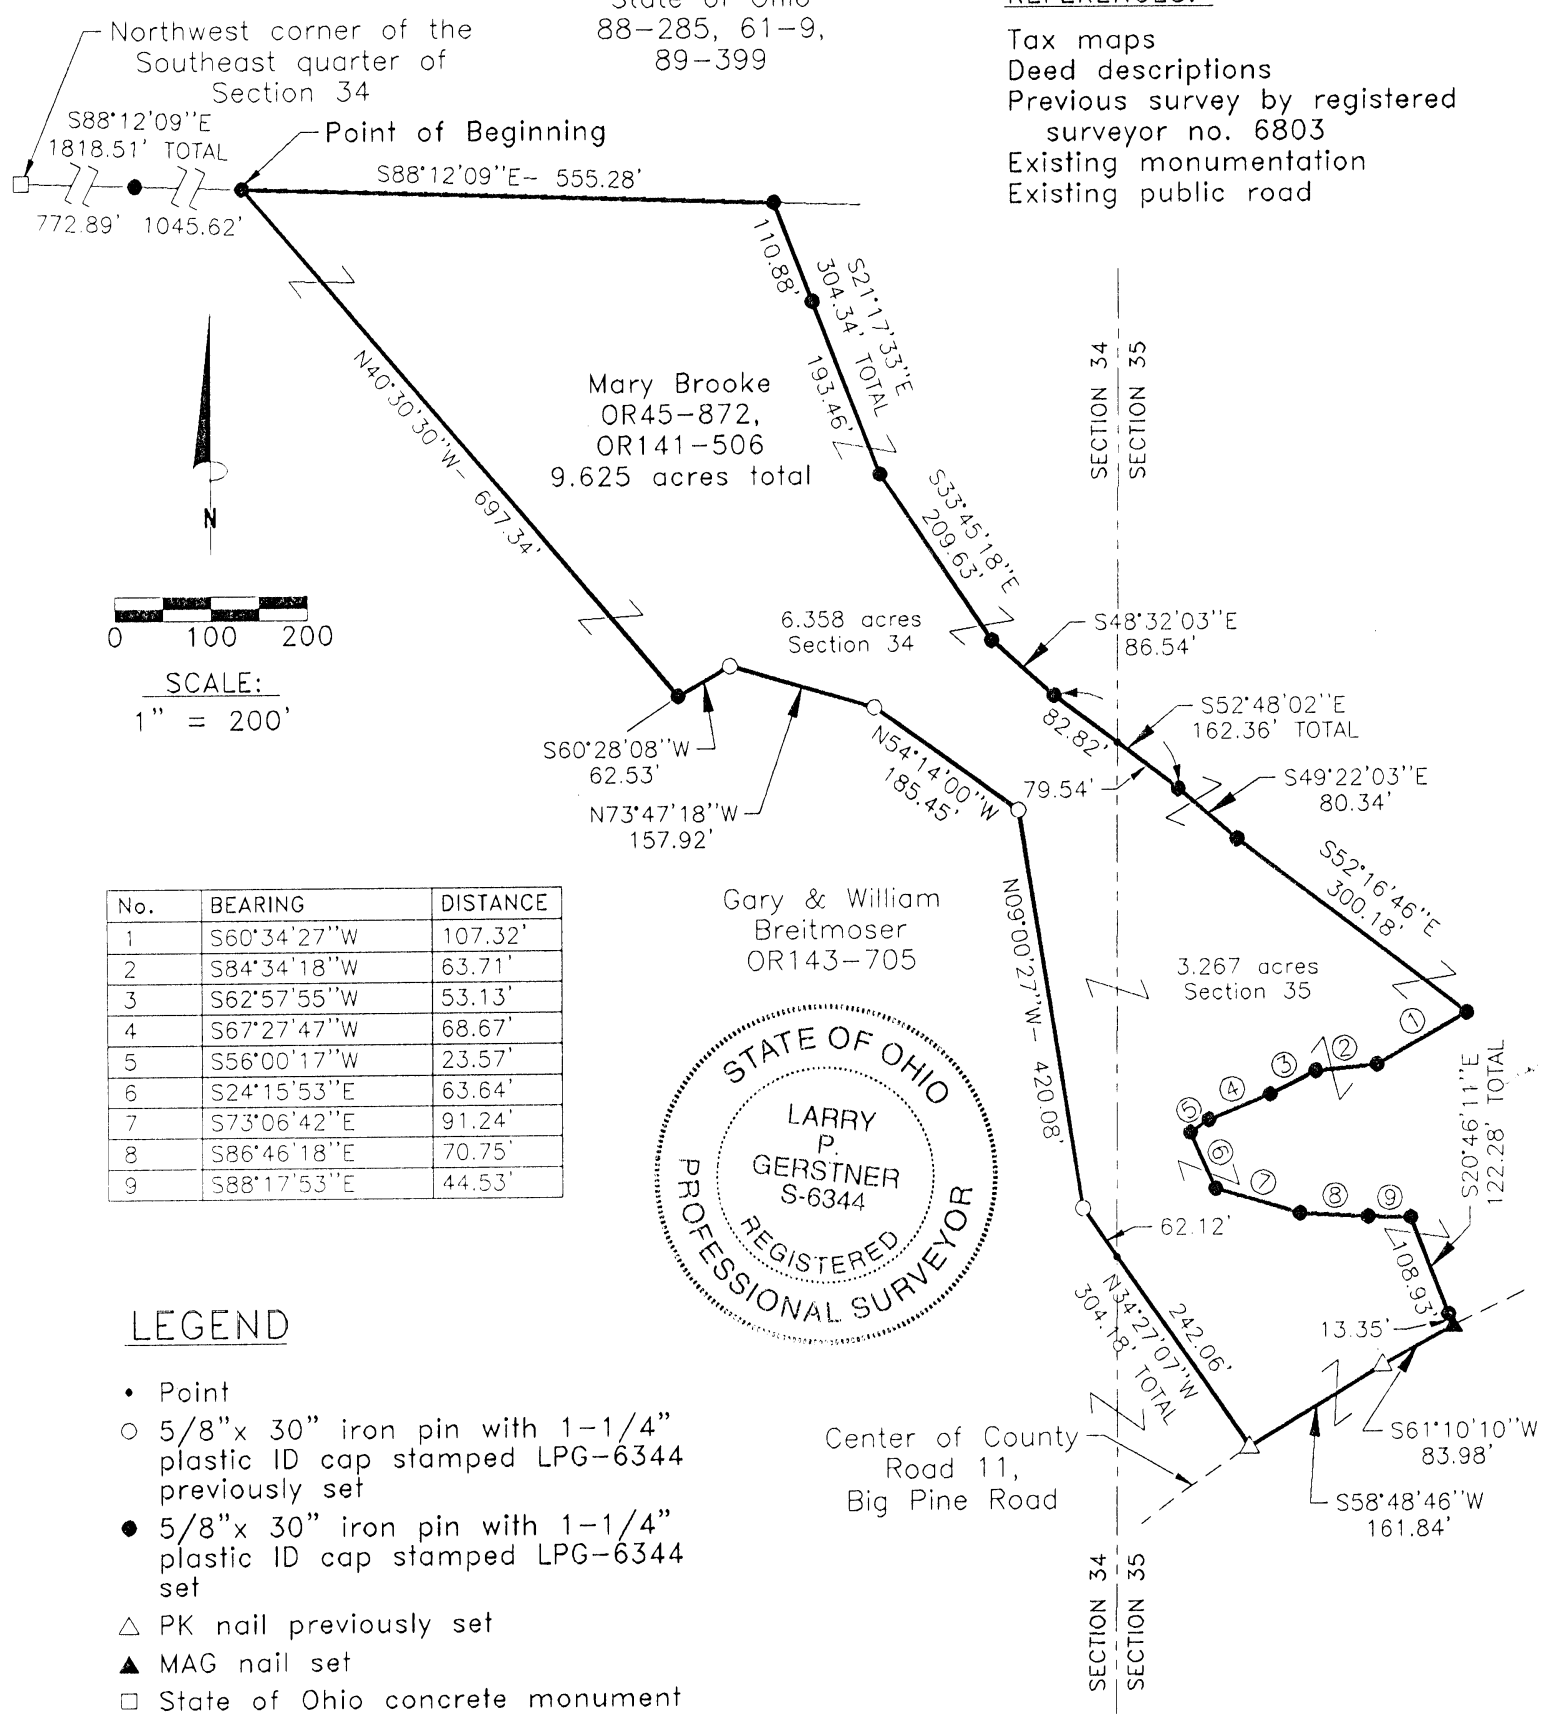 State of Ohio
88-285, 61-9,
89-399
REFERENCES:
Tax maps
Deed descriptions
Previous survey by registered
surveyor no. 6803
Existing monumentation
Existing public road
Northwest corner of the
Southeast quarter of
Section 34
S88°12'09"E
1818.51' TOTAL
772.89'
1045.62'
Point of Beginning
S88°12'09"E- 555.28'
110.88'
S21°17'33"E
304.34' TOTAL
193.46'
N40°30'30"W- 697.34'
Mary Brooke
OR45-872,
OR141-506
9.625 acres total
SECTION 34
SECTION 35
N
S33°45'18"E
209.63'
0 100 200
SCALE:
1" = 200'
6.358 acres
Section 34
S48°32'03"E
86.54'
S52°48'02"E
162.36' TOTAL
82.82'
79.54'
S49°22'03"E
80.34'
S60°28'08"W
62.53'
N73°47'18"W
157.92'
N54°14'00"W
185.45'
S52°16'46"E
300.18'
No. BEARING DISTANCE
1 S60°34'27"W 107.32'
2 S84°34'18"W 63.71'
3 S62°57'55"W 53.13'
4 S67°27'47"W 68.67'
5 S56°00'17"W 23.57'
6 S24°15'53"E 63.64'
7 S73°06'42"E 91.24'
8 S86°46'18"E 70.75'
9 S88°17'53"E 44.53'
Gary & William
Breitmoser
OR143-705
N09°00'27"W- 420.08'
3.267 acres
Section 35
1
2
3
4
5
6
7
8
9
S20°46'11"E
122.28' TOTAL
108.93'
13.35'
STATE OF OHIO
LARRY
P.
GERSTNER
S-6344
REGISTERED
PROFESSIONAL SURVEYOR
62.12'
242.06'
N34°27'07"W
304.18' TOTAL
S61°10'10"W
83.98'
S58°48'46"W
161.84'
Center of County
Road 11,
Big Pine Road
SECTION 34
SECTION 35
LEGEND
Point
5/8"x 30" iron pin with 1-1/4"
plastic ID cap stamped LPG-6344
previously set
5/8"x 30" iron pin with 1-1/4"
plastic ID cap stamped LPG-6344
set
PK nail previously set
MAG nail set
State of Ohio concrete monument